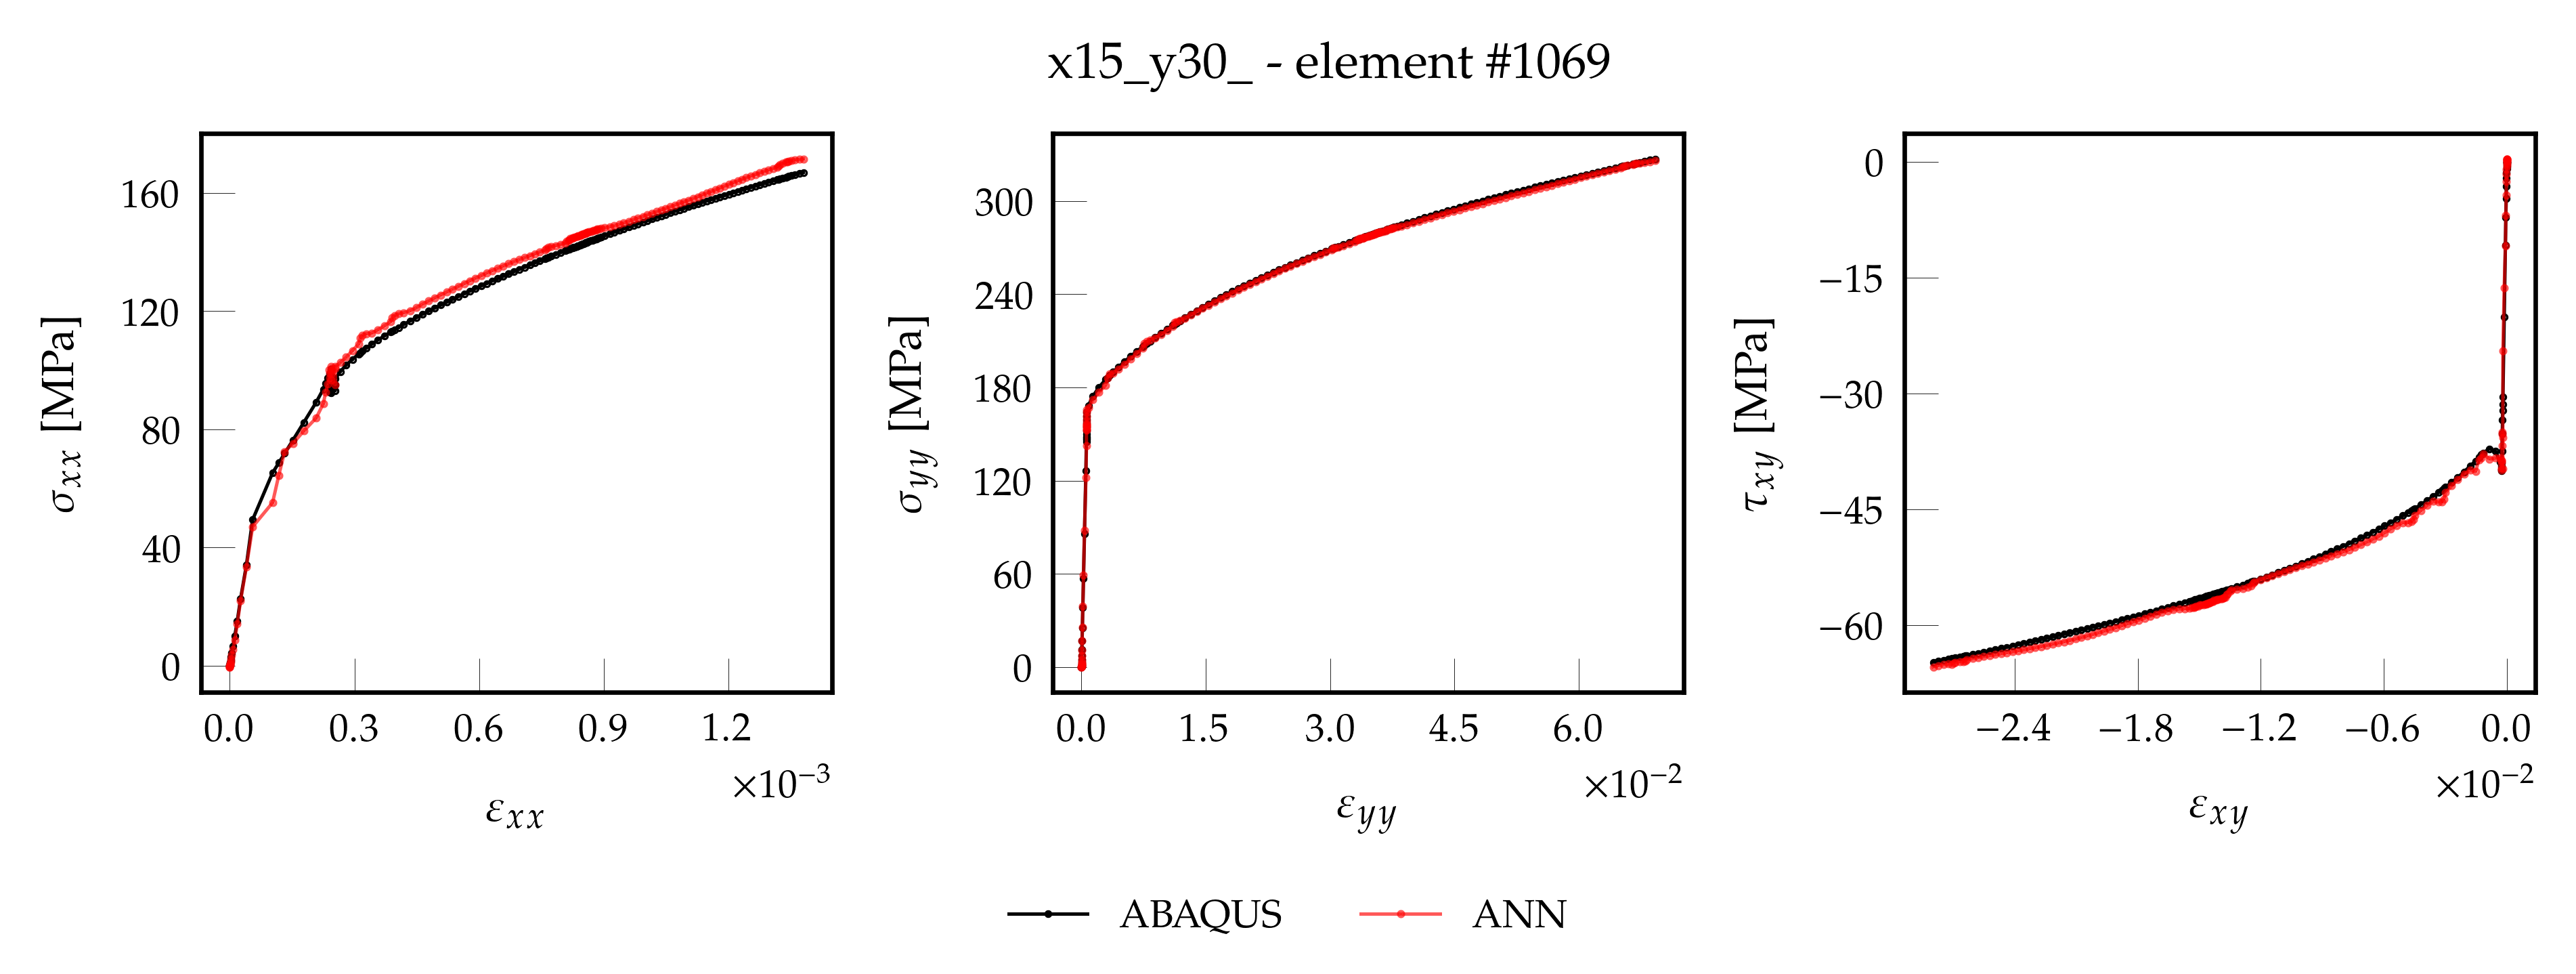 x15_y30_ - element #1069
σxx [MPa]
160
120
80
40
0
0.0 0.3 0.6 0.9 1.2
×10−3
εxx
σyy [MPa]
300
240
180
120
60
0
0.0 1.5 3.0 4.5 6.0
×10−2
εyy
τxy [MPa]
0
−15
−30
−45
−60
−2.4 −1.8 −1.2 −0.6 0.0
×10−2
εxy
ABAQUS ANN